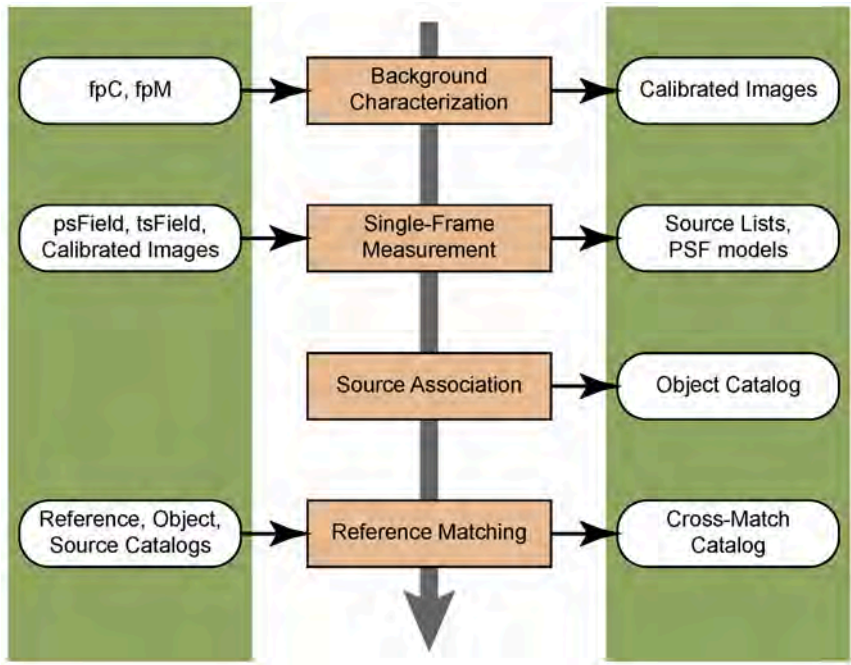 fpC, fpM
Background
Characterization
Calibrated Images
psField, tsField,
Calibrated Images
Single-Frame
Measurement
Source Lists,
PSF models
Source Association
Object Catalog
Reference, Object,
Source Catalogs
Reference Matching
Cross-Match
Catalog